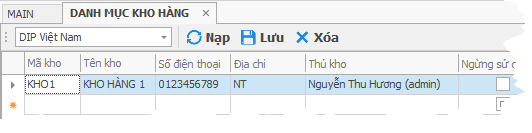 MAIN DANH MỤC KHO HÀNG
DIP Việt Nam Nạp Lưu Xóa
Mã kho Tên kho Số điện thoại Địa chỉ Thủ kho Ngừng sử
KHO1 KHO HÀNG 1 0123456789 NT Nguyễn Thu Hương (admin)